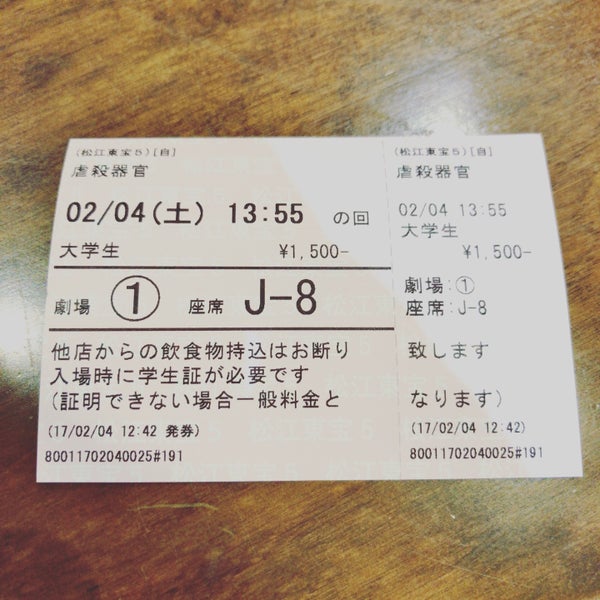 (松江東宝5)[自]
虐殺器官
02/04(土) 13:55 の回
大学生 ¥1,500-
劇場 ① 座席 J-8
他店からの飲食物持込はお断り
入場時に学生証が必要です
(証明できない場合一般料金と
(17/02/04 12:42 発券)
80011702040025#191
(松江東宝5)[自]
虐殺器官
02/04 13:55
大学生
¥1,500-
劇場:①
座席:J-8
致します
なります)
(17/02/04 12:42)
80011702040025#191
松江東宝5